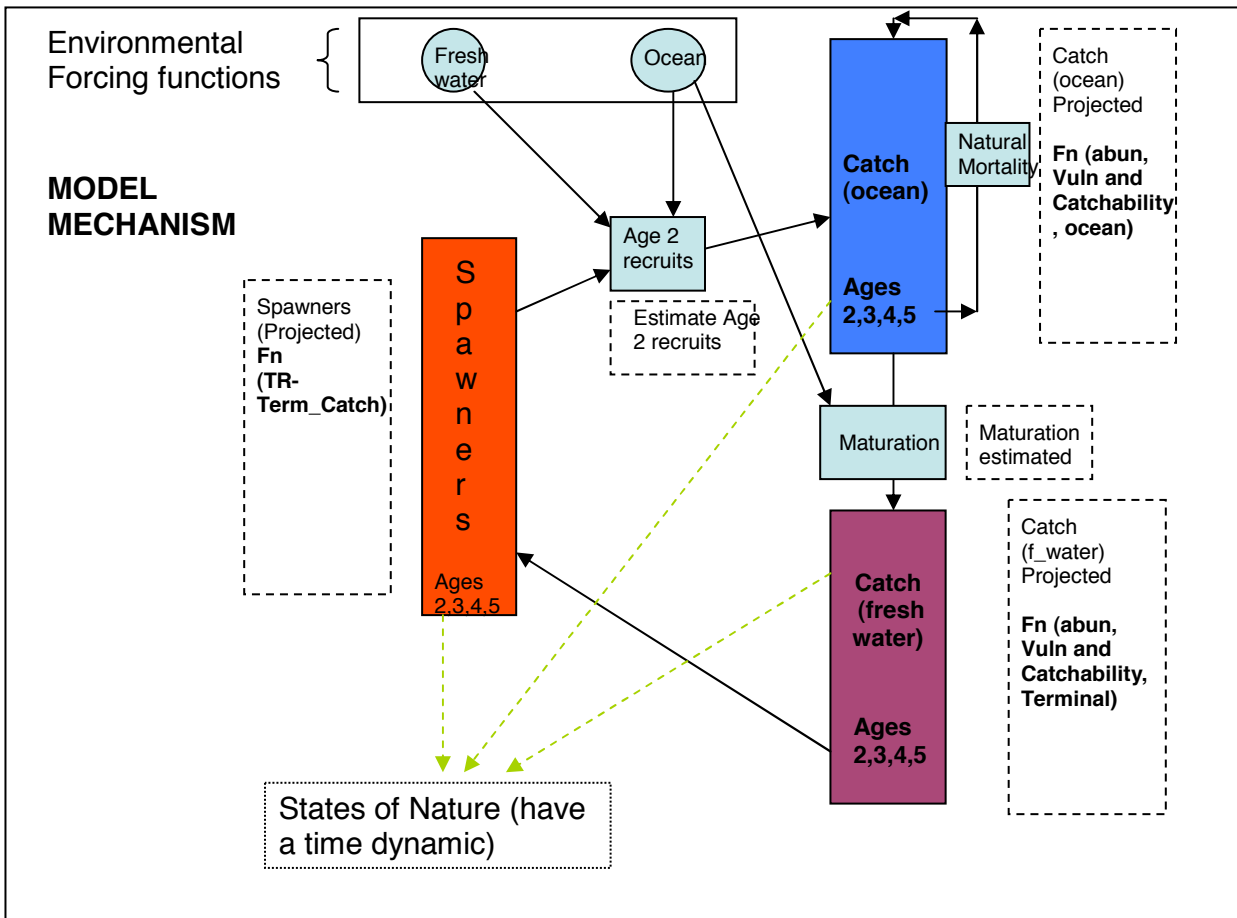 Environmental
Forcing functions
Fresh
water
Ocean
MODEL
MECHANISM
Spawners
(Projected)
Fn
(TR-
Term_Catch)
S
p
a
w
n
e
r
s
Ages
2,3,4,5
Age 2
recruits
Estimate Age
2 recruits
Catch
(ocean)
Ages
2,3,4,5
Natural
Mortality
Catch
(ocean)
Projected
Fn (abun,
Vuln and
Catchability
, ocean)
Maturation
Maturation
estimated
Catch
(fresh
water)
Ages
2,3,4,5
Catch
(f_water)
Projected
Fn (abun,
Vuln and
Catchability,
Terminal)
States of Nature (have
a time dynamic)